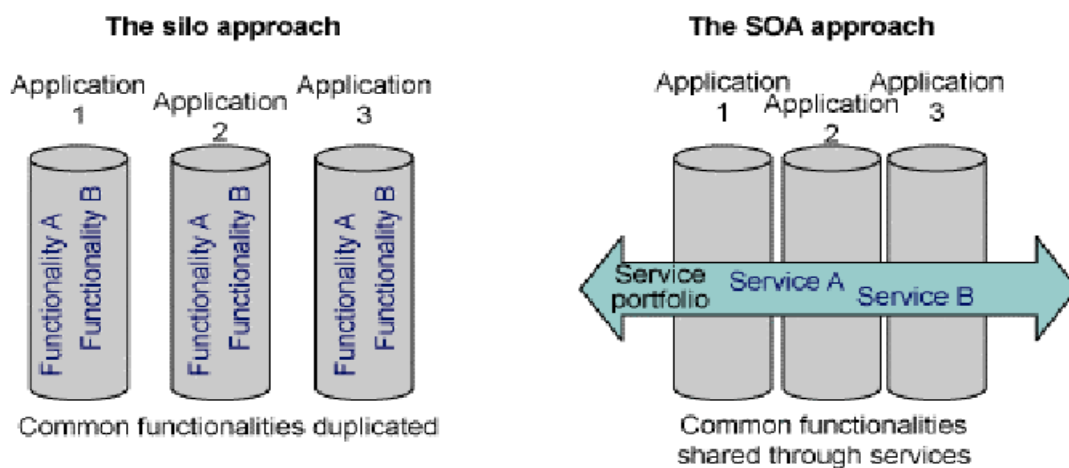 The silo approach
Application
1
Application
2
Application
3
Functionality A
Functionality B
Functionality A
Functionality B
Functionality A
Functionality B
Common functionalities duplicated
The SOA approach
Application
1
Application
2
Application
3
Service
portfolio
Service A
Service B
Common functionalities
shared through services